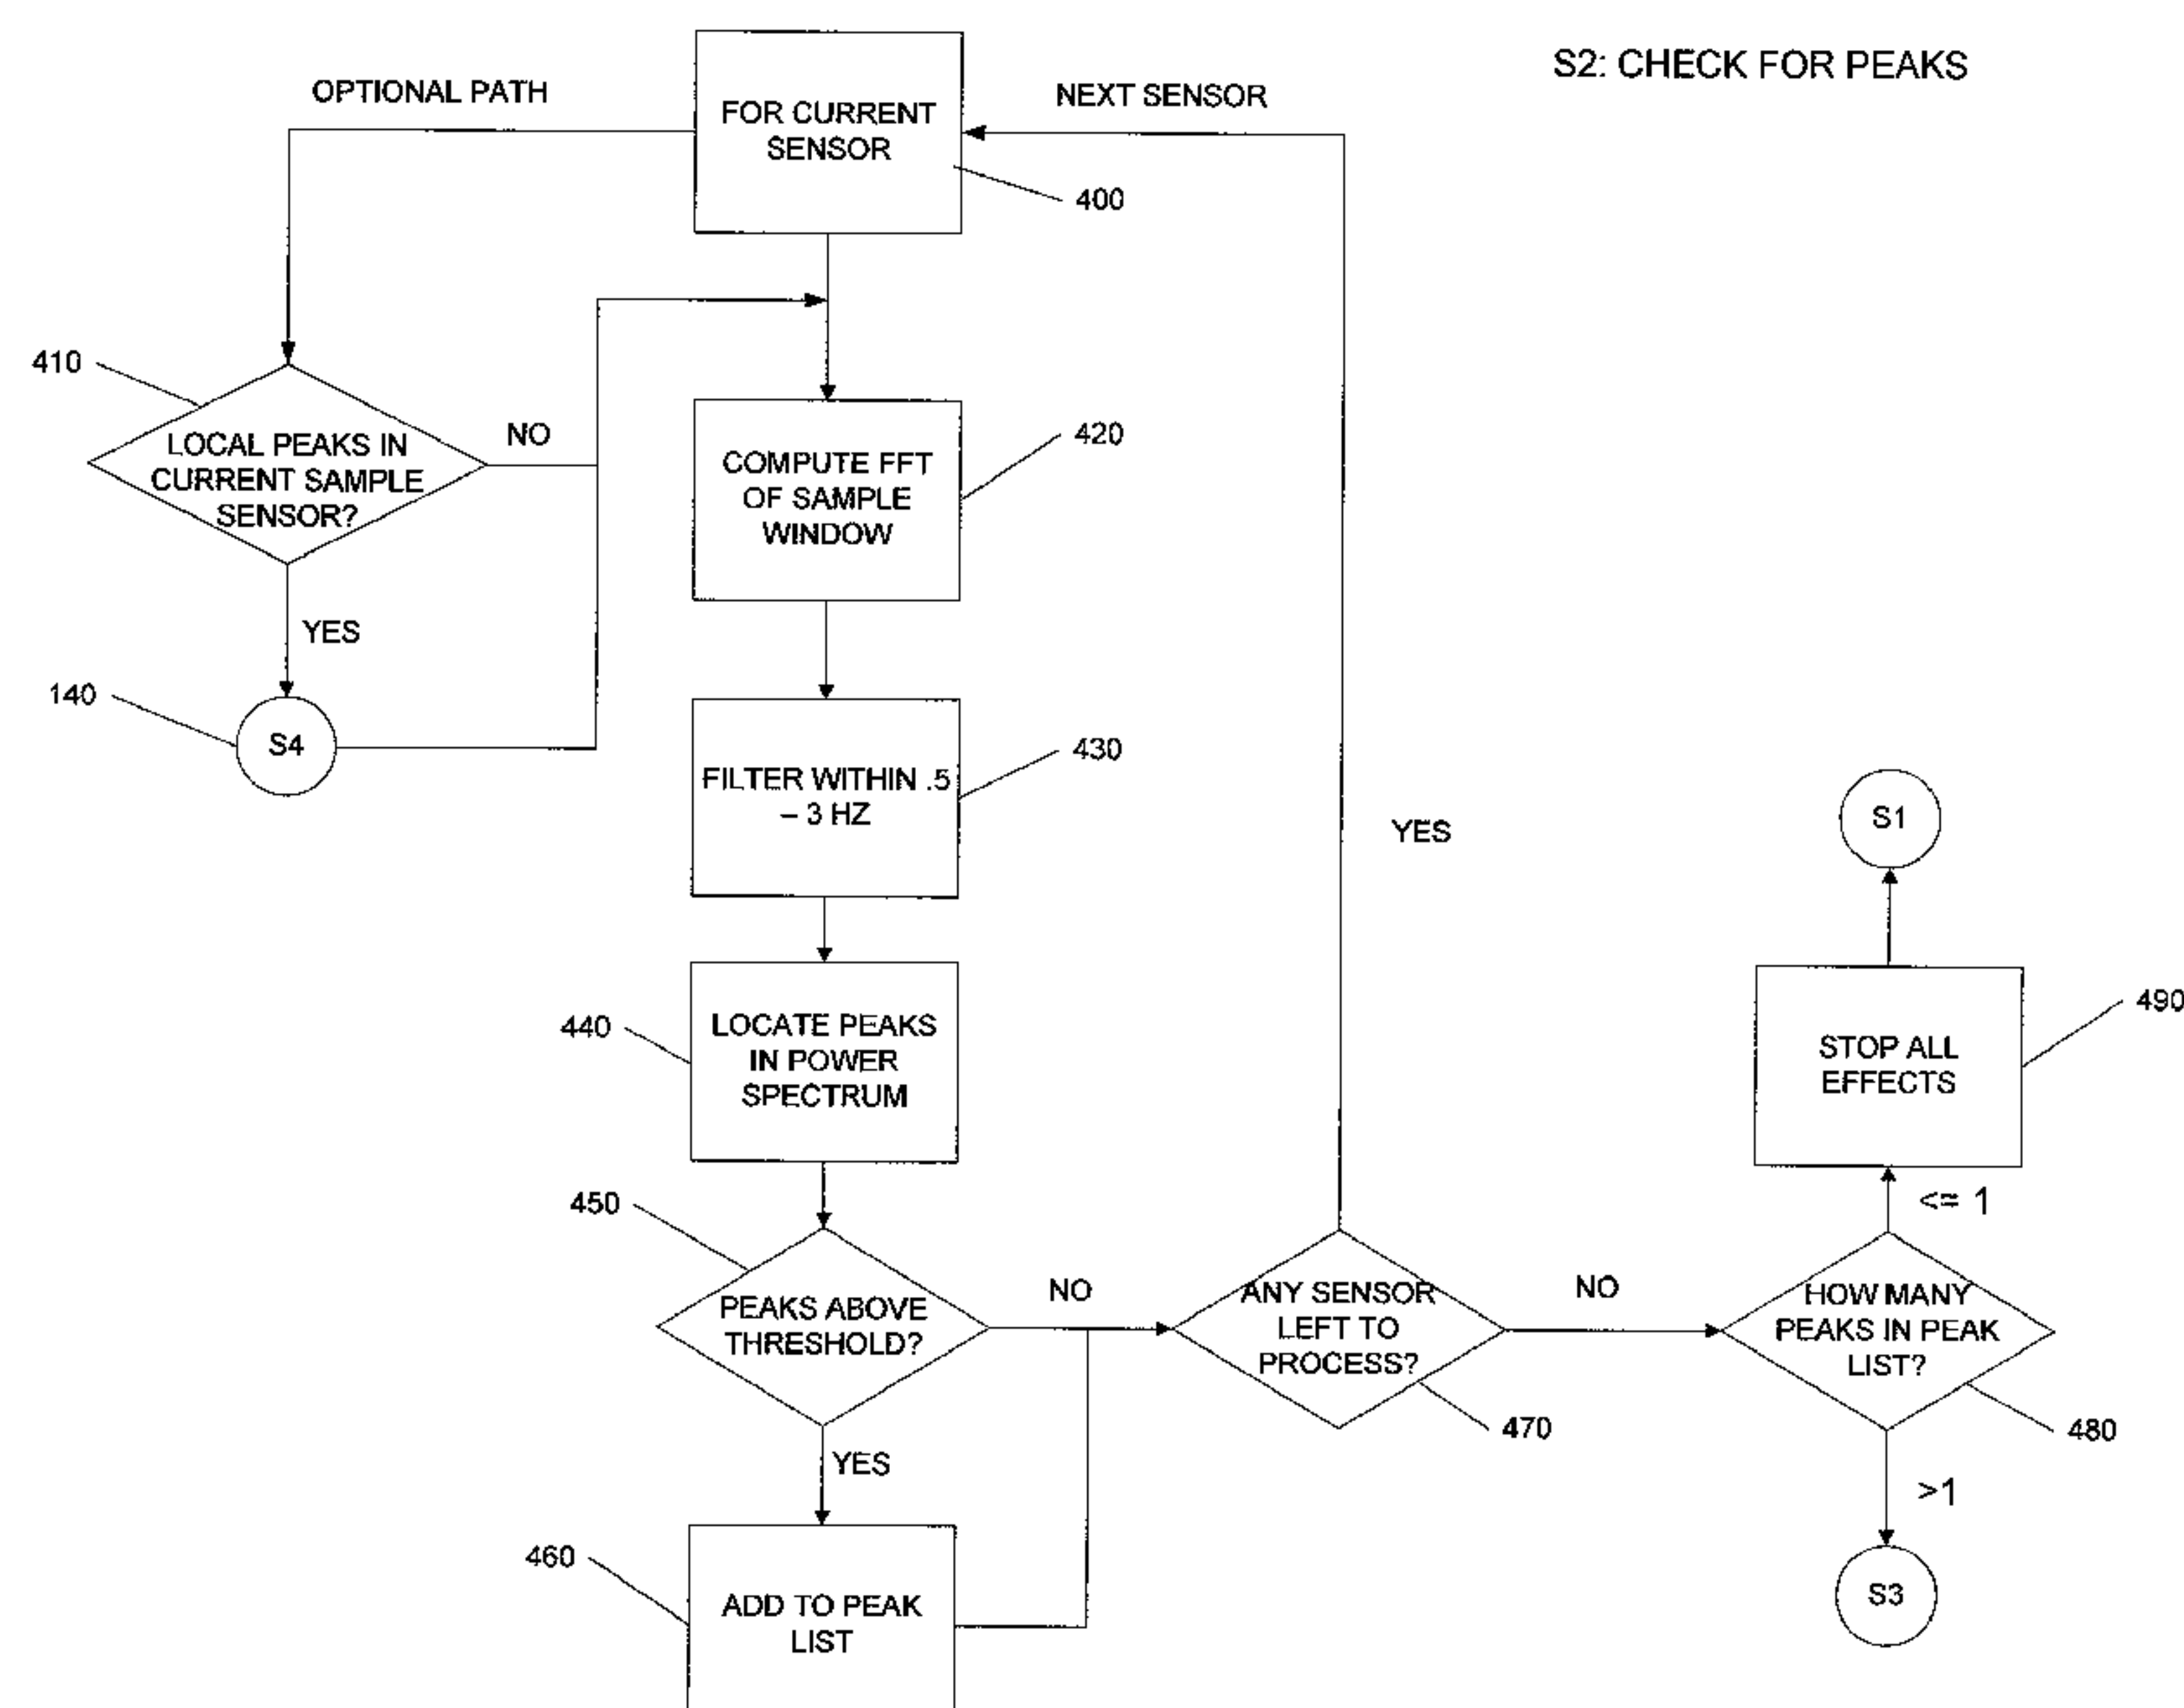 S2: CHECK FOR PEAKS
OPTIONAL PATH
FOR CURRENT
SENSOR
NEXT SENSOR
400
410
LOCAL PEAKS IN
CURRENT SAMPLE
SENSOR?
NO
YES
140
S4
COMPUTE FFT
OF SAMPLE
WINDOW
420
FILTER WITHIN .5
– 3 HZ
430
YES
440
LOCATE PEAKS
IN POWER
SPECTRUM
450
PEAKS ABOVE
THRESHOLD?
NO
YES
460
ADD TO PEAK
LIST
ANY SENSOR
LEFT TO
PROCESS?
470
NO
S1
STOP ALL
EFFECTS
490
<= 1
HOW MANY
PEAKS IN PEAK
LIST?
480
>1
S3